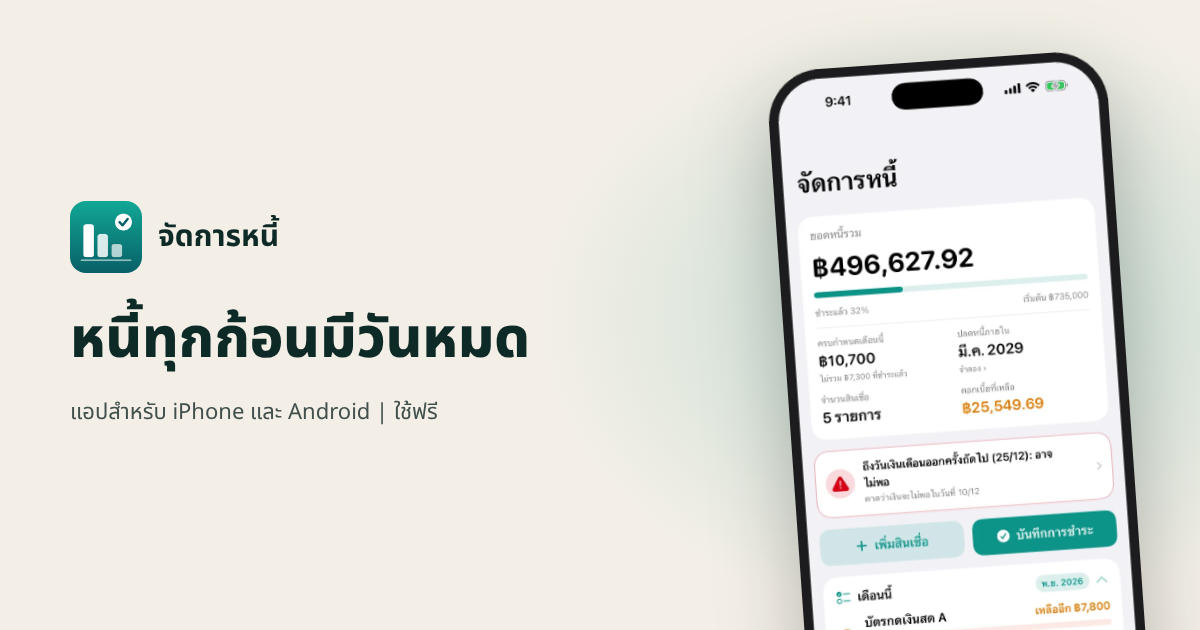 จัดการหนี้
หนี้ทุกก้อนมีวันหมด
แอปสำหรับ iPhone และ Android | ใช้ฟรี
9:41
จัดการหนี้
ยอดหนี้รวม
฿496,627.92
ชำระแล้ว 32%
เริ่มต้น ฿735,000
ครบกำหนดเดือนนี้
฿10,700
ไม่รวม ฿7,300 ที่ชำระแล้ว
ปลดหนี้ภายใน
มี.ค. 2029
จำลอง ›
จำนวนสินเชื่อ
5 รายการ
ดอกเบี้ยที่เหลือ
฿25,549.69
ถึงวันเงินเดือนออกครั้งถัดไป (25/12): อาจ
ไม่พอ
คาดว่าเงินจะไม่พอในวันที่ 10/12
+ เพิ่มสินเชื่อ
บันทึกการชำระ
เดือนนี้
พ.ย. 2026
บัตรกดเงินสด A
เหลืออีก ฿7,800